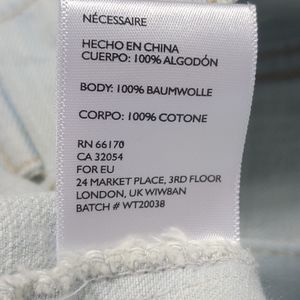 NÉCESSAIRE
HECHO EN CHINA
CUERPO: 100% ALGODÓN
BODY: 100% BAUMWOLLE
CORPO: 100% COTONE
RN 66170
CA 32054
FOR EU
24 MARKET PLACE, 3RD FLOOR
LONDON, UK WIW8AN
BATCH # WT20038